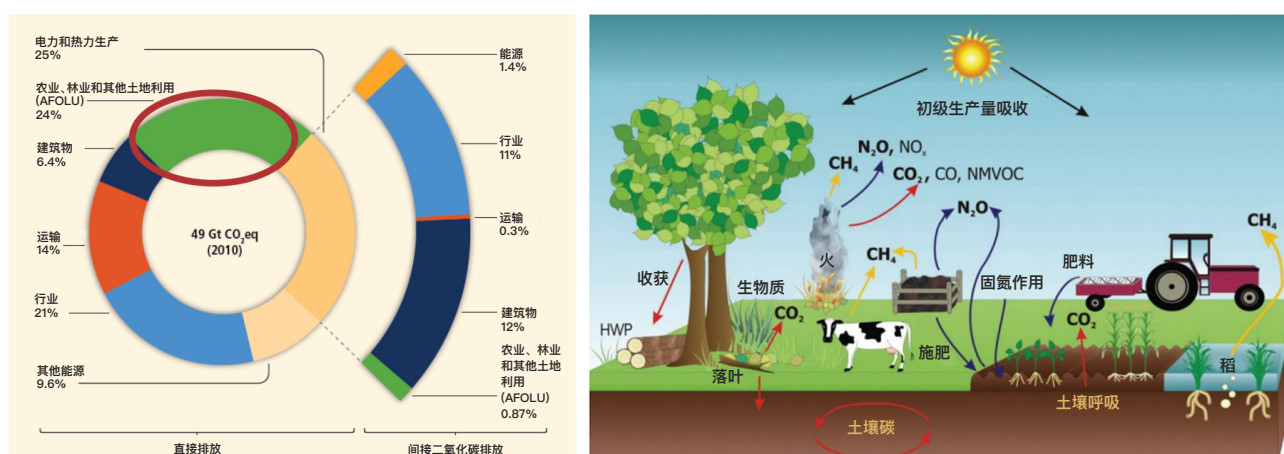 电力和热力生产
25%
农业、林业和其他土地利用
(AFOLU)
24%
建筑物
6.4%
运输
14%
行业
21%
其他能源
9.6%
49 Gt CO₂eq
(2010)
直接排放
能源
1.4%
行业
11%
运输
0.3%
建筑物
12%
农业、林业
和其他土地
利用
(AFOLU)
0.87%
间接二氧化碳排放
初级生产量吸收
N₂O, NOₓ
CH₄
CO₂, CO, NMVOC
N₂O
CH₄
火
CH₄
收获
生物质
固氮作用
肥料
HWP
CO₂
CO₂
落叶
施肥
稻
土壤呼吸
土壤碳